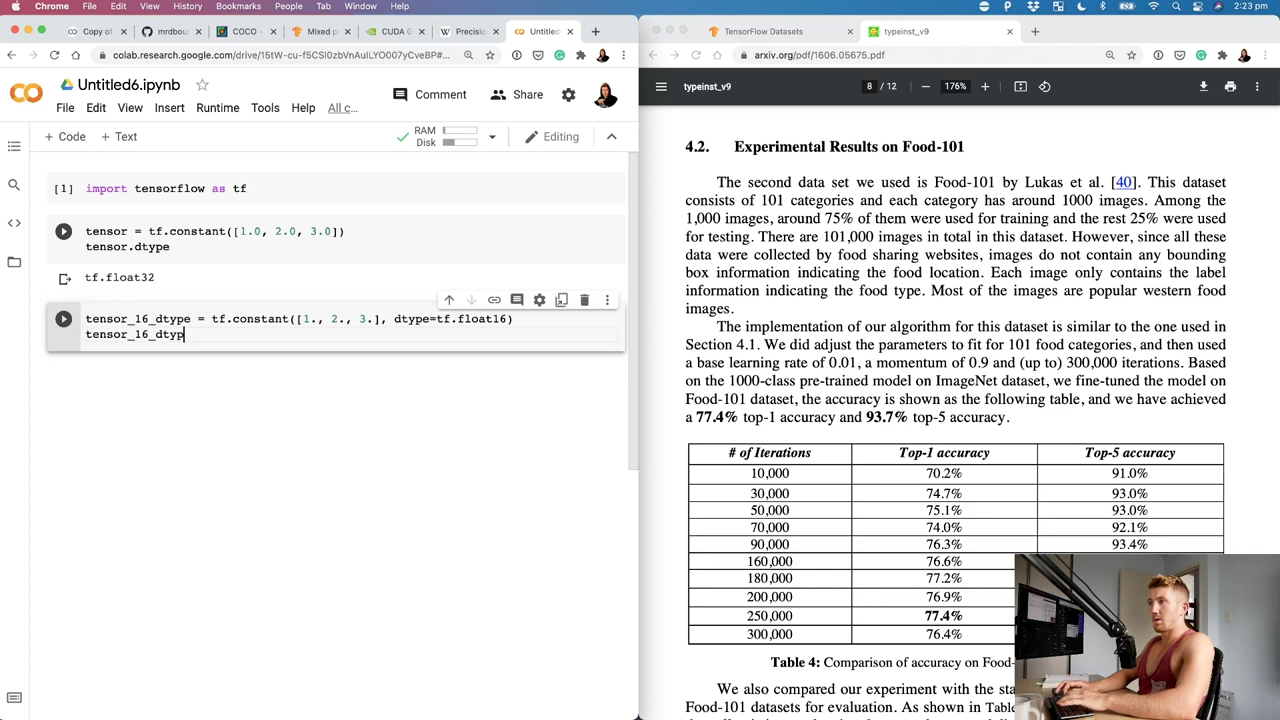 Chrome File Edit View History Bookmarks People Tab Window Help
2:23 pm
Copy of
mrdbour
COCO -
Mixed p
CUDA G
Precision
Untitled
TensorFlow Datasets
typeinst_v9
arxiv.org/pdf/1606.05675.pdf
Untitled6.ipynb
Comment
Share
File Edit View Insert Runtime Tools Help All c...
+ Code + Text
RAM
Disk
Editing
typeinst_v9
8 / 12
176%
[1] import tensorflow as tf
tensor = tf.constant([1.0, 2.0, 3.0])
tensor.dtype
tf.float32
tensor_16_dtype = tf.constant([1., 2., 3.], dtype=tf.float16)
tensor_16_dtyp
4.2. Experimental Results on Food-101
The second data set we used is Food-101 by Lukas et al. [40]. This dataset
consists of 101 categories and each category has around 1000 images. Among the
1,000 images, around 75% of them were used for training and the rest 25% were used
for testing. There are 101,000 images in total in this dataset. However, since all these
data were collected by food sharing websites, images do not contain any bounding
box information indicating the food location. Each image only contains the label
information indicating the food type. Most of the images are popular western food
images.
The implementation of our algorithm for this dataset is similar to the one used in
Section 4.1. We did adjust the parameters to fit for 101 food categories, and then used
a base learning rate of 0.01, a momentum of 0.9 and (up to) 300,000 iterations. Based
on the 1000-class pre-trained model on ImageNet dataset, we fine-tuned the model on
Food-101 dataset, the accuracy is shown as the following table, and we have achieved
a 77.4% top-1 accuracy and 93.7% top-5 accuracy.
# of Iterations Top-1 accuracy Top-5 accuracy
10,000 70.2% 91.0%
30,000 74.7% 93.0%
50,000 75.1% 93.0%
70,000 74.0% 92.1%
90,000 76.3% 93.4%
160,000 76.6%
180,000 77.2%
200,000 76.9%
250,000 77.4%
300,000 76.4%
Table 4: Comparison of accuracy on Food-
We also compared our experiment with the sta
Food-101 datasets for evaluation. As shown in Table